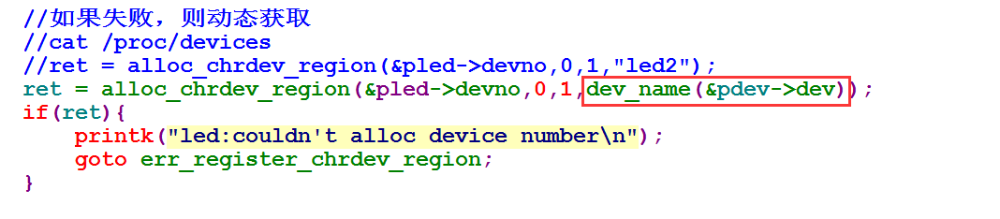 //如果失败，则动态获取
//cat /proc/devices
//ret = alloc_chrdev_region(&pled->devno,0,1,"led2");
ret = alloc_chrdev_region(&pled->devno,0,1,dev_name(&pdev->dev));
if(ret){
    printk("led:couldn't alloc device number\n");
    goto err_register_chrdev_region;
}